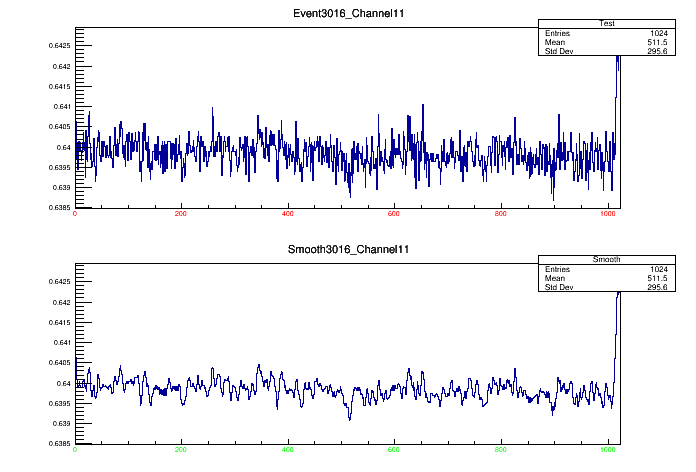 Event3016_Channel11
Test
Entries 1024
Mean 511.5
Std Dev 295.6
0.6425
0.642
0.6415
0.641
0.6405
0.64
0.6395
0.639
0.6385
0 200 400 600 800 1000
Smooth3016_Channel11
Smooth
Entries 1024
Mean 511.5
Std Dev 295.6
0.6425
0.642
0.6415
0.641
0.6405
0.64
0.6395
0.639
0.6385
0 200 400 600 800 1000